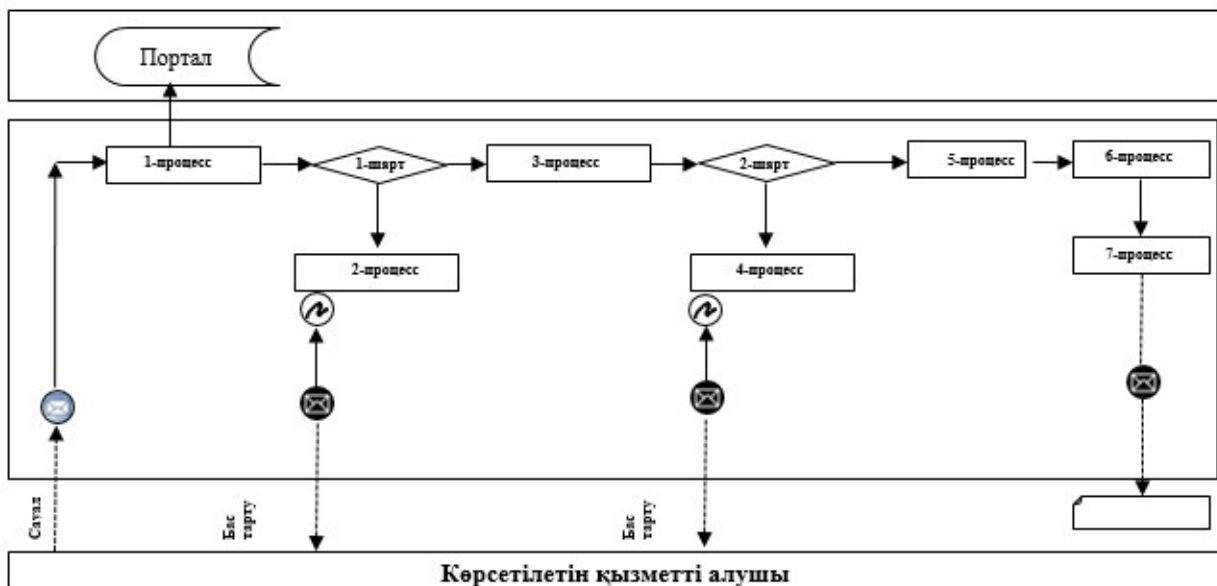 Портал
1-процесс
1-шарт
3-процесс
2-шарт
5-процесс
6-процесс
2-процесс
4-процесс
7-процесс
Сауал
Бас
тарту
Бас
тарту
Көрсетілетін қызметті алушы